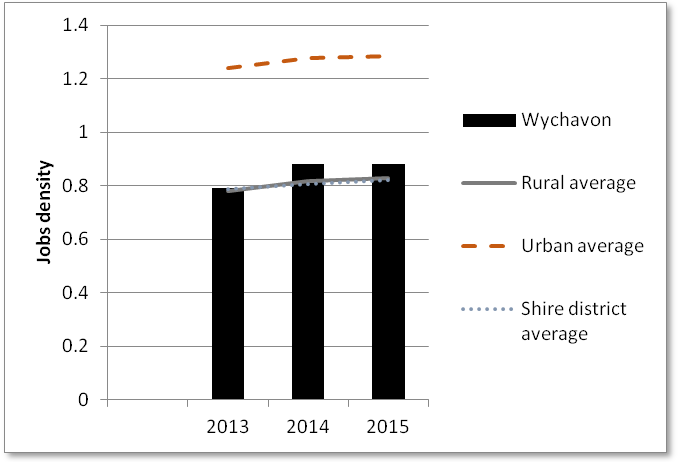 1.4
1.2
1
0.8
0.6
0.4
0.2
0
Jobs density
2013 2014 2015
Wychavon
Rural average
Urban average
Shire district
average